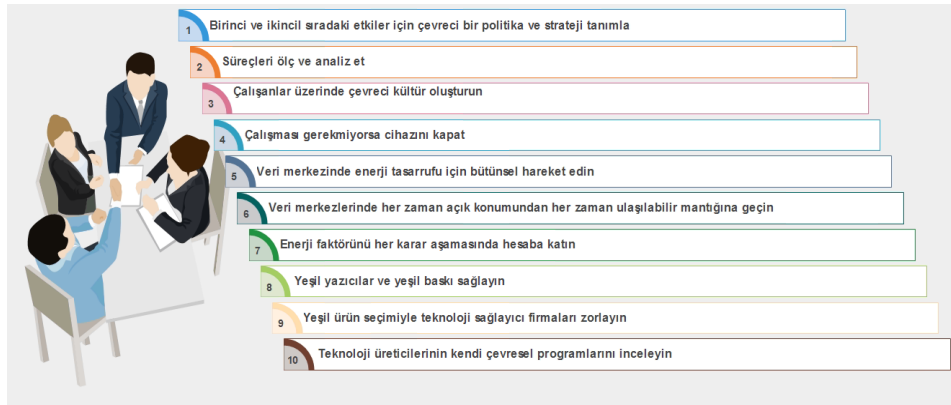 1 Birinci ve ikincil sıradaki etkiler için çevreci bir politika ve strateji tanımla
2 Süreçleri ölç ve analiz et
3 Çalışanlar üzerinde çevreci kültür oluşturun
4 Çalışması gerekmiyorsa cihazını kapat
5 Veri merkezinde enerji tasarrufu için bütünsel hareket edin
6 Veri merkezlerinde her zaman açık konumundan her zaman ulaşılabilir mantığına geçin
7 Enerji faktörünü her karar aşamasında hesaba katın
8 Yeşil yazıcılar ve yeşil baskı sağlayın
9 Yeşil ürün seçimiyle teknoloji sağlayıcı firmaları zorlayın
10 Teknoloji üreticilerinin kendi çevresel programlarını inceleyin